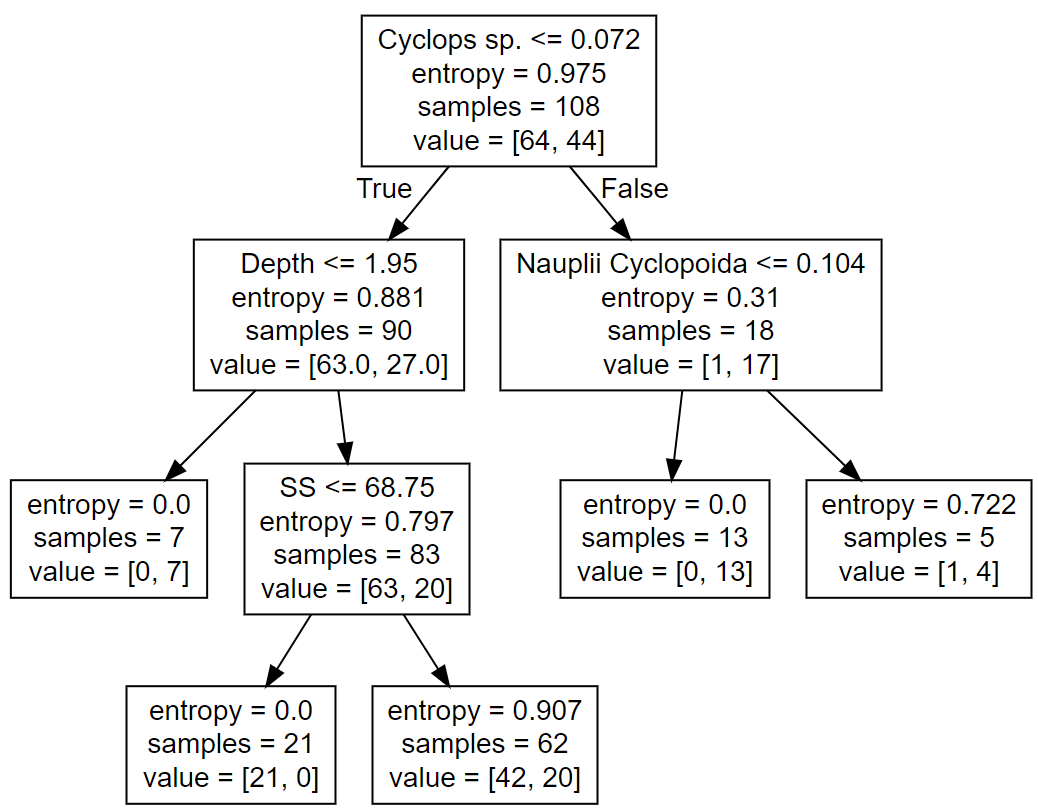 Cyclops sp. <= 0.072
entropy = 0.975
samples = 108
value = [64, 44]
True
False
Depth <= 1.95
entropy = 0.881
samples = 90
value = [63.0, 27.0]
Nauplii Cyclopoida <= 0.104
entropy = 0.31
samples = 18
value = [1, 17]
entropy = 0.0
samples = 7
value = [0, 7]
SS <= 68.75
entropy = 0.797
samples = 83
value = [63, 20]
entropy = 0.0
samples = 13
value = [0, 13]
entropy = 0.722
samples = 5
value = [1, 4]
entropy = 0.0
samples = 21
value = [21, 0]
entropy = 0.907
samples = 62
value = [42, 20]